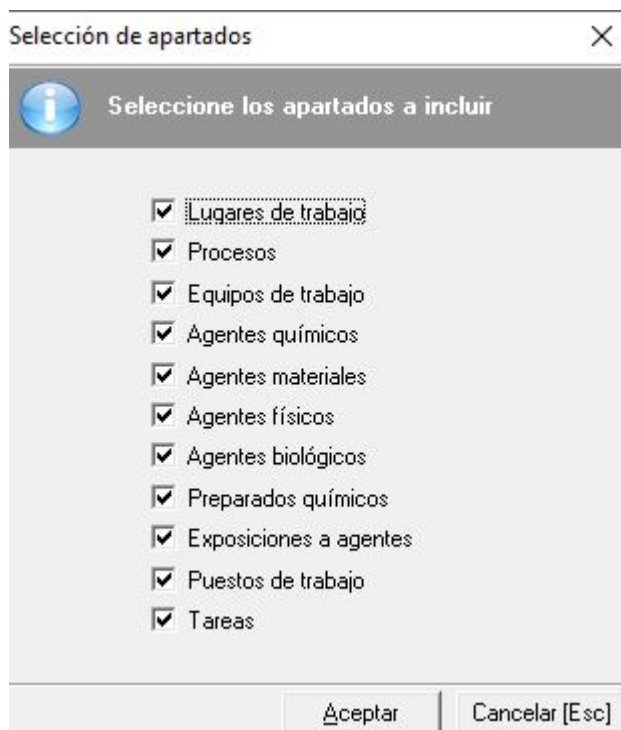 Selección de apartados
Seleccione los apartados a incluir
Lugares de trabajo
Procesos
Equipos de trabajo
Agentes químicos
Agentes materiales
Agentes físicos
Agentes biológicos
Preparados químicos
Exposiciones a agentes
Puestos de trabajo
Tareas
Aceptar Cancelar [Esc]